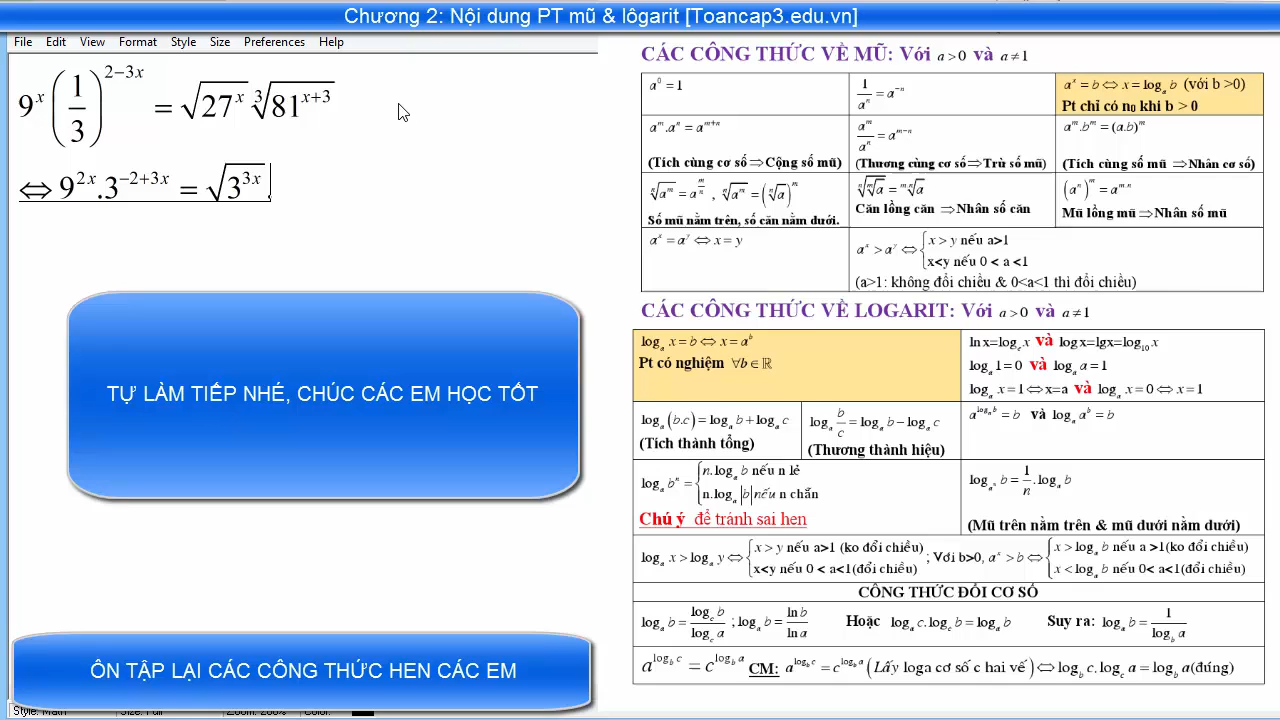 Chương 2: Nội dung PT mũ & lôgarit [Toancap3.edu.vn]
File Edit View Format Style Size Preferences Help
9^x (1/3)^(2−3x) = √(27^x) ∛(81^(x+3))
⇔ 9^(2x).3^(−2+3x) = √(3^(3x)).
TỰ LÀM TIẾP NHÉ, CHÚC CÁC EM HỌC TỐT
ÔN TẬP LẠI CÁC CÔNG THỨC HEN CÁC EM
CÁC CÔNG THỨC VỀ MŨ: Với a > 0 và a ≠ 1
a^0 = 1
1/a^n = a^(−n)
a^x = b ⇔ x = log_a b (với b >0)
Pt chỉ có n0 khi b > 0
a^m.a^n = a^(m+n)
(Tích cùng cơ số ⇒ Cộng số mũ)
a^m/a^n = a^(m−n)
(Thương cùng cơ số ⇒ Trừ số mũ)
a^m.b^m = (a.b)^m
(Tích cùng số mũ ⇒ Nhân cơ số)
ⁿ√(a^m) = a^(m/n) , ⁿ√(a^m) = (ⁿ√a)^m
Số mũ nằm trên, số căn nằm dưới.
ⁿ√(ᵐ√a) = ᵐ·ⁿ√a
Căn lồng căn ⇒ Nhân số căn
(a^n)^m = a^(m.n)
Mũ lồng mũ ⇒ Nhân số mũ
a^x = a^y ⇔ x = y
a^x > a^y ⇔ { x > y nếu a>1
x<y nếu 0 < a <1
(a>1: không đổi chiều & 0<a<1 thì đổi chiều)
CÁC CÔNG THỨC VỀ LOGARIT: Với a > 0 và a ≠ 1
log_a x = b ⇔ x = a^b
Pt có nghiệm ∀b ∈ ℝ
ln x=log_e x và log x=lgx=log_10 x
log_a 1 = 0 và log_a a = 1
log_a x = 1 ⇔ x=a và log_a x = 0 ⇔ x = 1
log_a (b.c) = log_a b + log_a c
(Tích thành tổng)
log_a b/c = log_a b − log_a c
(Thương thành hiệu)
a^(log_a b) = b và log_a a^b = b
log_a b^n = { n.log_a b nếu n lẻ
n.log_a |b| nếu n chẵn
Chú ý để tránh sai hen
log_(a^n) b = 1/n . log_a b
(Mũ trên nằm trên & mũ dưới nằm dưới)
log_a x > log_a y ⇔ { x > y nếu a>1 (ko đổi chiều)
x<y nếu 0 < a<1(đổi chiều)
; Với b>0, a^x > b ⇔ { x > log_a b nếu a >1(ko đổi chiều)
x < log_a b nếu 0< a<1(đổi chiều)
CÔNG THỨC ĐỔI CƠ SỐ
log_a b = log_c b / log_c a ; log_a b = ln b / ln a Hoặc log_a c.log_c b = log_a b Suy ra: log_a b = 1 / log_b a
a^(log_b c) = c^(log_b a) CM: a^(log_b c) = c^(log_b a) (Lấy loga cơ số c hai vế) ⇔ log_b c.log_c a = log_b a(đúng)